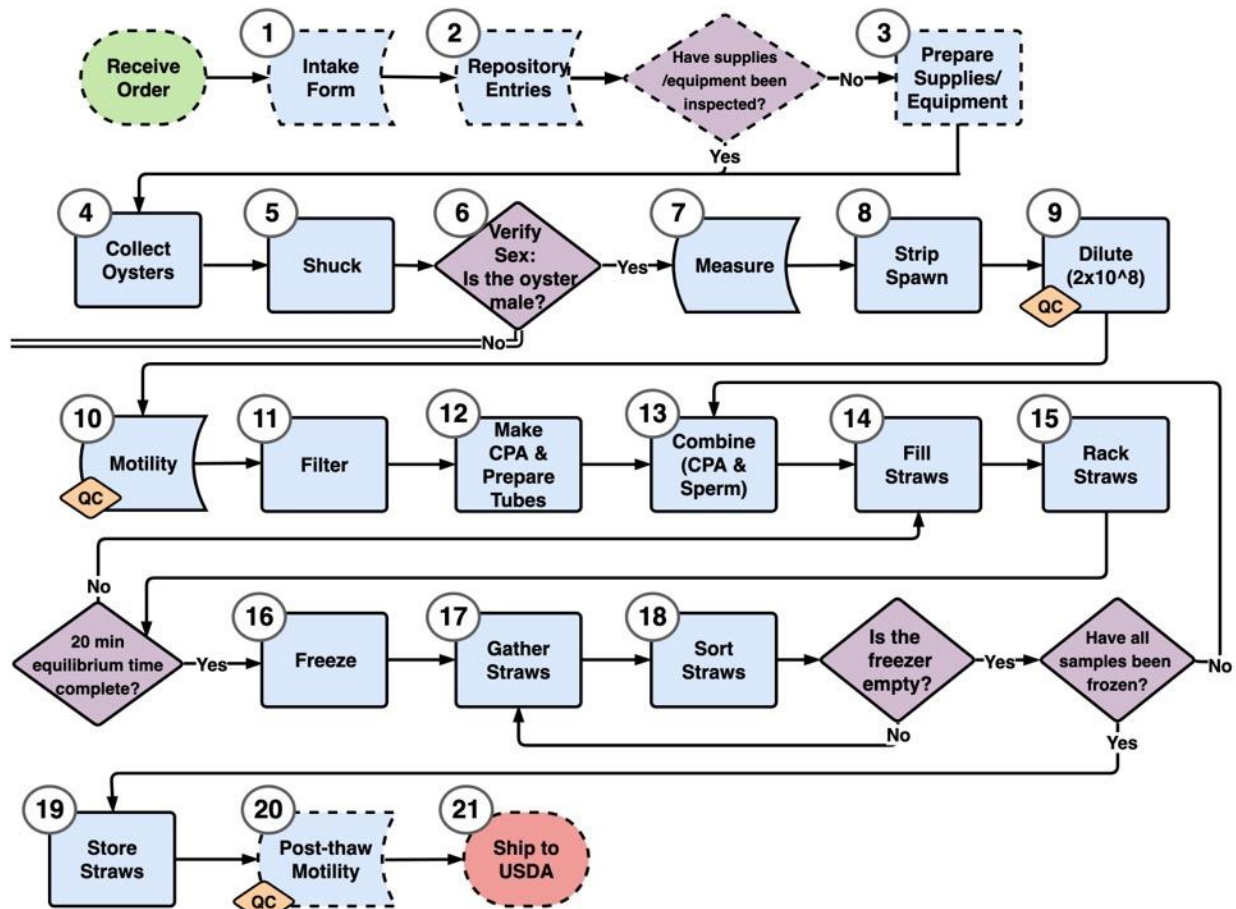 1
2
3
Receive
Order
Intake
Form
Repository
Entries
Have supplies
/equipment been
inspected?
No
Prepare
Supplies/
Equipment
Yes
4
5
6
7
8
9
Collect
Oysters
Shuck
Verify
Sex:
Is the oyster
male?
Yes
Measure
Strip
Spawn
Dilute
(2x10^8)
QC
No
10
11
12
13
14
15
Motility
QC
Filter
Make
CPA &
Prepare
Tubes
Combine
(CPA &
Sperm)
Fill
Straws
Rack
Straws
No
20 min
equilibrium time
complete?
Yes
16
Freeze
17
Gather
Straws
18
Sort
Straws
Is the
freezer
empty?
Yes
No
Have all
samples been
frozen?
No
Yes
19
Store
Straws
20
Post-thaw
Motility
QC
21
Ship to
USDA